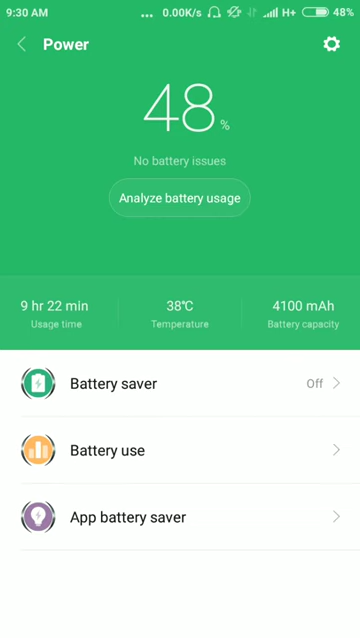 9:30 AM ... 0.00K/s H+ 48%
Power
48%
No battery issues
Analyze battery usage
9 hr 22 min 38°C 4100 mAh
Usage time Temperature Battery capacity
Battery saver Off
Battery use
App battery saver